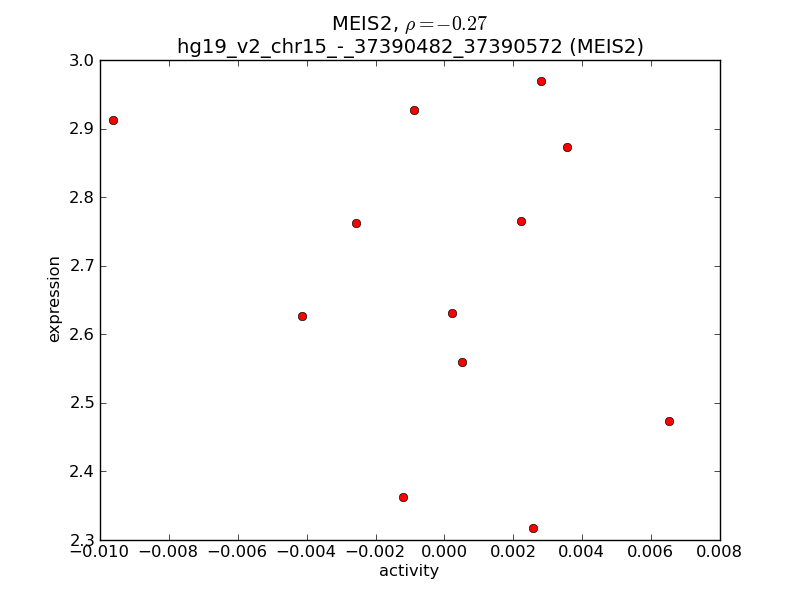 MEIS2, ρ = −0.27
hg19_v2_chr15_-_37390482_37390572 (MEIS2)
3.0
2.9
2.8
2.7
2.6
2.5
2.4
2.3
expression
−0.010 −0.008 −0.006 −0.004 −0.002 0.000 0.002 0.004 0.006 0.008
activity